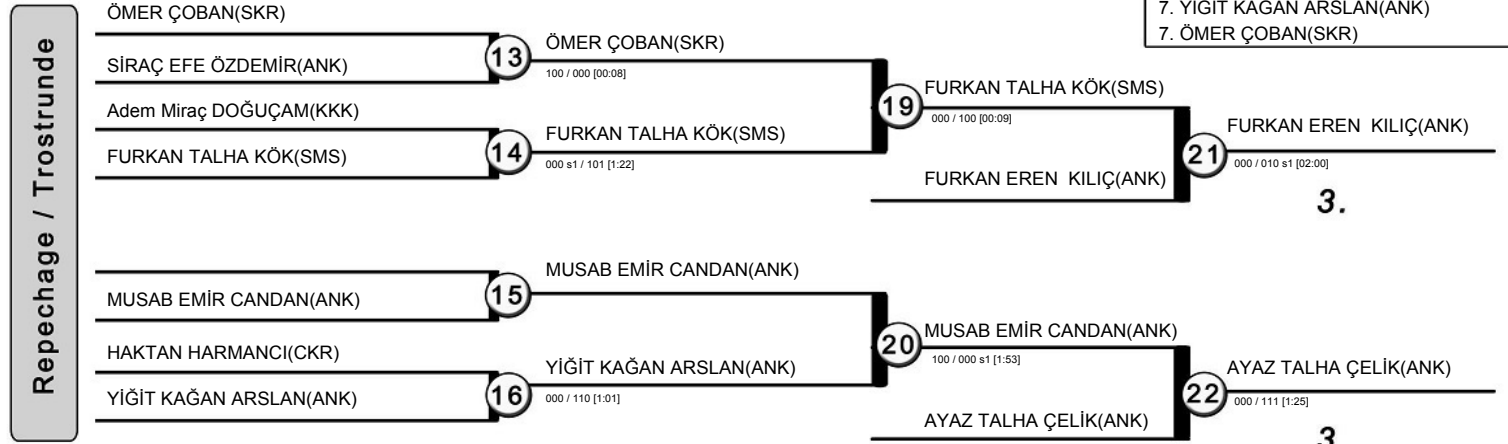 7. YİĞİT KAĞAN ARSLAN(ANK)
7. ÖMER ÇOBAN(SKR)
Repechage / Trostrunde
ÖMER ÇOBAN(SKR)
SİRAÇ EFE ÖZDEMİR(ANK)
13
ÖMER ÇOBAN(SKR)
100 / 000 [00:08]
Adem Miraç DOĞUÇAM(KKK)
FURKAN TALHA KÖK(SMS)
14
FURKAN TALHA KÖK(SMS)
000 s1 / 101 [1:22]
19
FURKAN TALHA KÖK(SMS)
000 / 100 [00:09]
FURKAN EREN  KILIÇ(ANK)
21
FURKAN EREN  KILIÇ(ANK)
000 / 010 s1 [02:00]
3.
MUSAB EMİR CANDAN(ANK)
15
MUSAB EMİR CANDAN(ANK)
HAKTAN HARMANCI(CKR)
YİĞİT KAĞAN ARSLAN(ANK)
16
YİĞİT KAĞAN ARSLAN(ANK)
000 / 110 [1:01]
20
MUSAB EMİR CANDAN(ANK)
100 / 000 s1 [1:53]
AYAZ TALHA ÇELİK(ANK)
22
AYAZ TALHA ÇELİK(ANK)
000 / 111 [1:25]
3